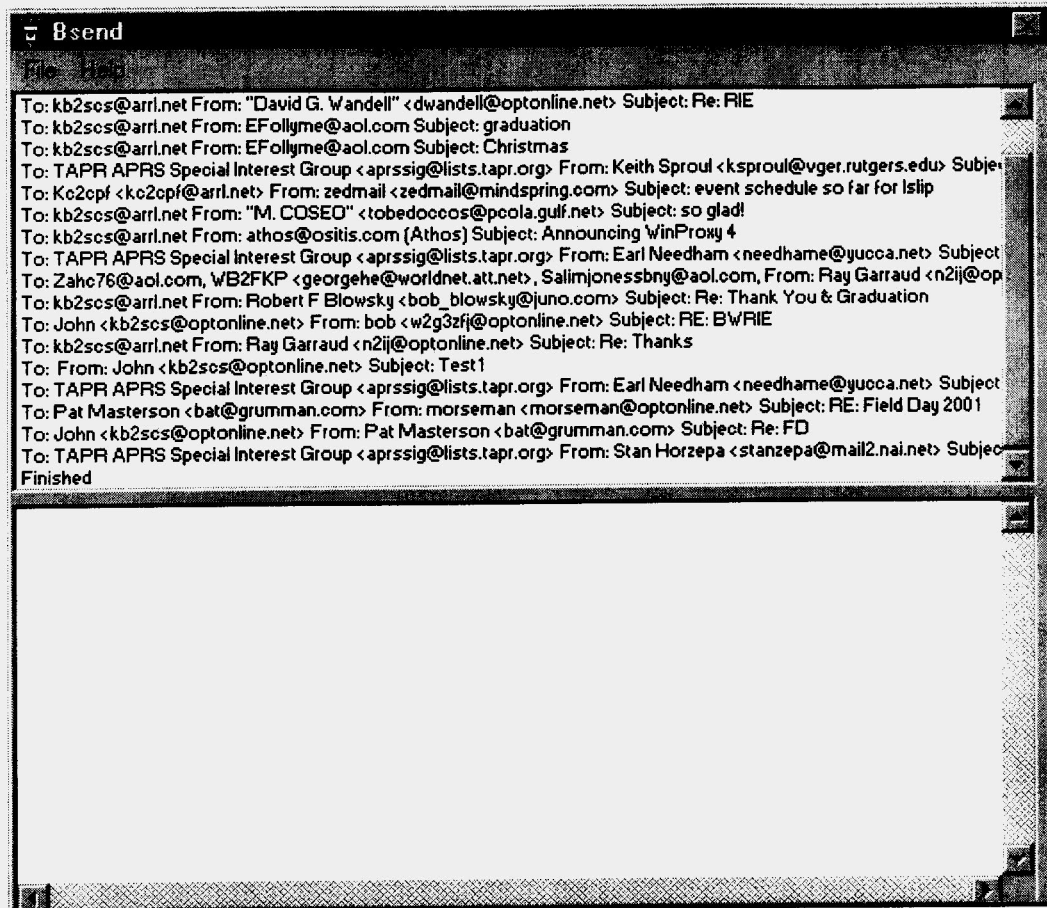 Bsend
File Help
To: kb2scs@arrl.net From: "David G. Wandell" <dwandell@optonline.net> Subject: Re: RIE
To: kb2scs@arrl.net From: EFollyme@aol.com Subject: graduation
To: kb2scs@arrl.net From: EFollyme@aol.com Subject: Christmas
To: TAPR APRS Special Interest Group <aprssig@lists.tapr.org> From: Keith Sproul <ksproul@vger.rutgers.edu> Subje
To: Kc2cpf <kc2cpf@arrl.net> From: zedmail <zedmail@mindspring.com> Subject: event schedule so far for Islip
To: kb2scs@arrl.net From: "M. COSEO" <tobedoccos@pcola.gulf.net> Subject: so glad!
To: kb2scs@arrl.net From: athos@ositis.com (Athos) Subject: Announcing WinProxy 4
To: TAPR APRS Special Interest Group <aprssig@lists.tapr.org> From: Earl Needham <needhame@yucca.net> Subject
To: Zahc76@aol.com, WB2FKP <georgehe@worldnet.att.net>, Salimjonessbny@aol.com, From: Ray Garraud <n2ij@op
To: kb2scs@arrl.net From: Robert F Blowsky <bob_blowsky@juno.com> Subject: Re: Thank You & Graduation
To: John <kb2scs@optonline.net> From: bob <w2g3zfj@optonline.net> Subject: RE: BWRIE
To: kb2scs@arrl.net From: Ray Garraud <n2ij@optonline.net> Subject: Re: Thanks
To: From: John <kb2scs@optonline.net> Subject: Test1
To: TAPR APRS Special Interest Group <aprssig@lists.tapr.org> From: Earl Needham <needhame@yucca.net> Subject
To: Pat Masterson <bat@grumman.com> From: morseman <morseman@optonline.net> Subject: RE: Field Day 2001
To: John <kb2scs@optonline.net> From: Pat Masterson <bat@grumman.com> Subject: Re: FD
To: TAPR APRS Special Interest Group <aprssig@lists.tapr.org> From: Stan Horzepa <stanzepa@mail2.nai.net> Subjec
Finished